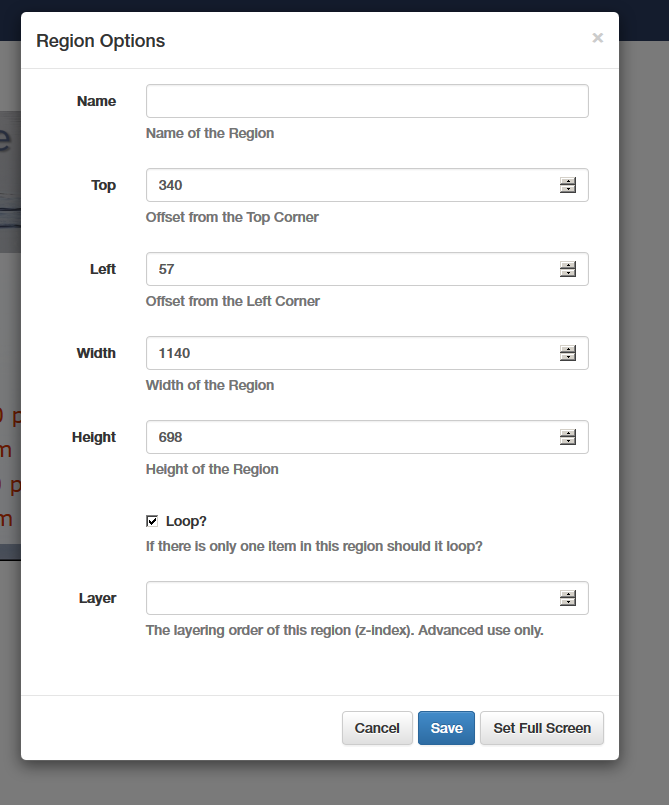 Region Options
×
Name
Name of the Region
Top
340
Offset from the Top Corner
Left
57
Offset from the Left Corner
Width
1140
Width of the Region
Height
698
Height of the Region
Loop?
If there is only one item in this region should it loop?
Layer
The layering order of this region (z-index). Advanced use only.
Cancel Save Set Full Screen